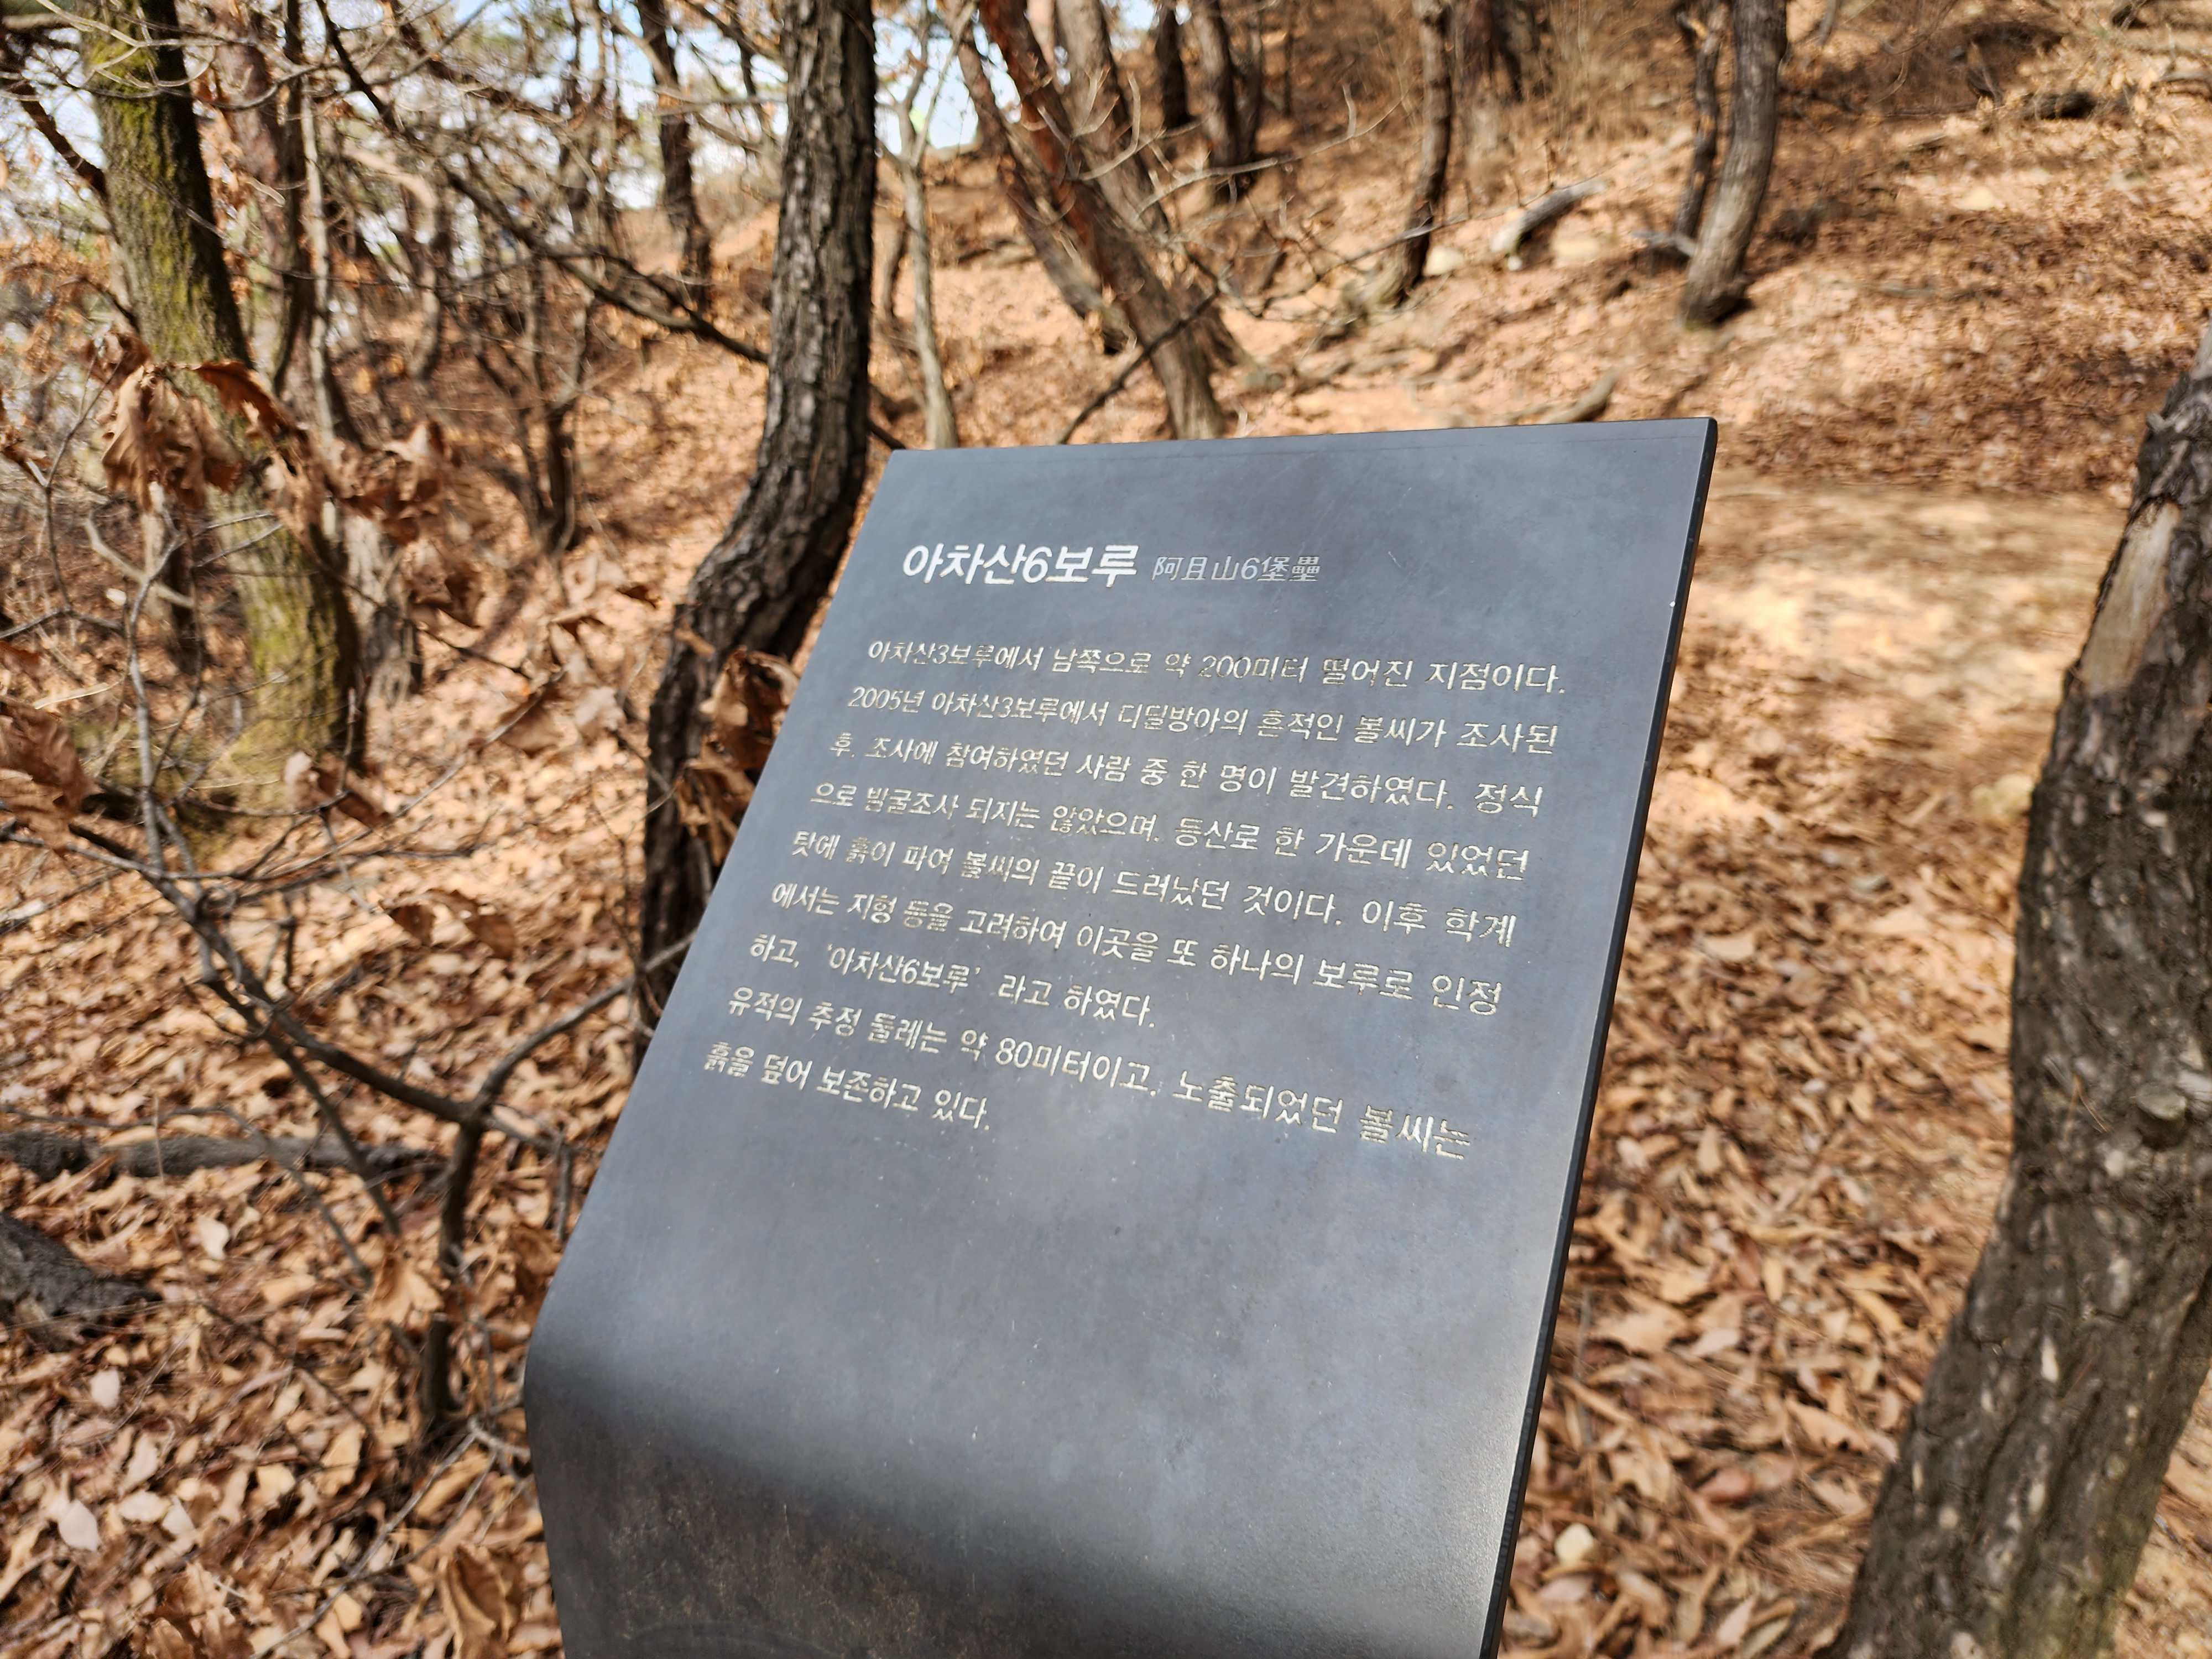 아차산6보루 阿且山6堡壘
아차산3보루에서 남쪽으로 약 200미터 떨어진 지점이다.
2005년 아차산3보루에서 디딜방아의 흔적인 볼씨가 조사된
후, 조사에 참여하였던 사람 중 한 명이 발견하였다. 정식
으로 발굴조사 되지는 않았으며, 등산로 한 가운데 있었던
탓에 흙이 파여 볼씨의 끝이 드러났던 것이다. 이후 학계
에서는 지형 등을 고려하여 이곳을 또 하나의 보루로 인정
하고, ‘아차산6보루’ 라고 하였다.
유적의 추정 둘레는 약 80미터이고, 노출되었던 볼씨는
흙을 덮어 보존하고 있다.